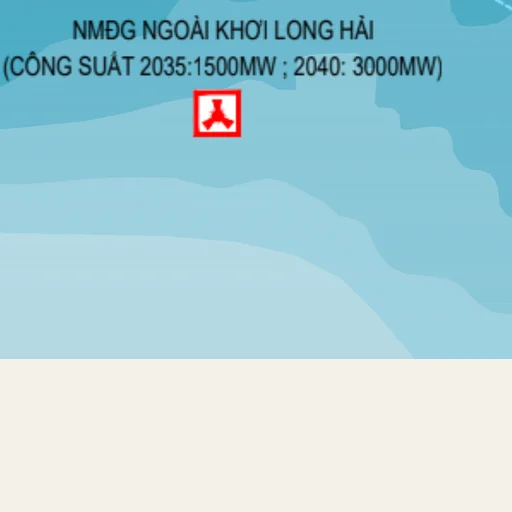 NMĐG NGOÀI KHƠI LONG HẢI
(CÔNG SUẤT 2035:1500MW ; 2040: 3000MW)